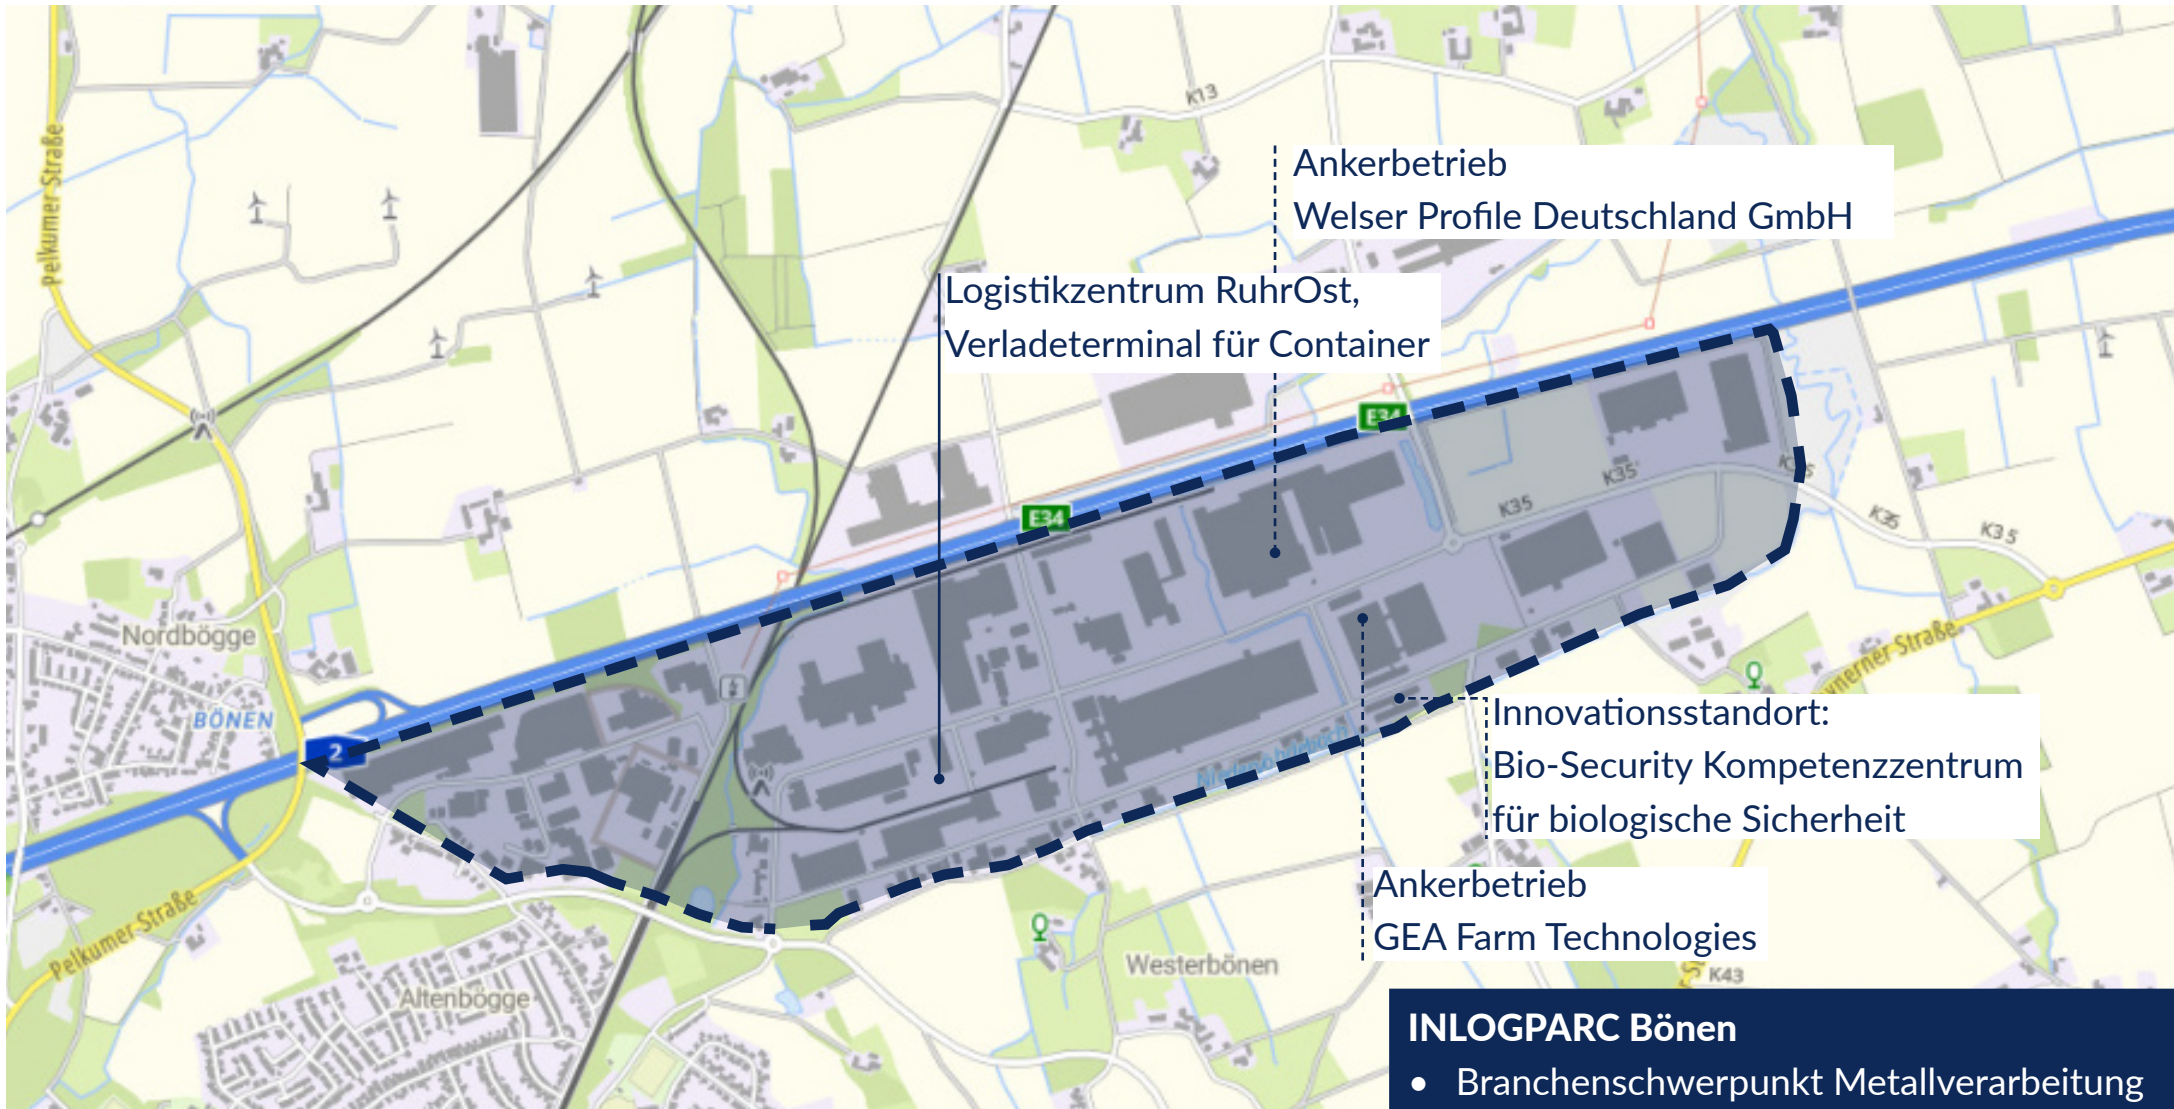 K13
Pelkumer Straße
Ankerbetrieb
Welser Profile Deutschland GmbH
Logistikzentrum RuhrOst,
Verladeterminal für Container
E34
E34
K35
K35
K35
K35
Nordbögge
BÖNEN
2
Innovationsstandort:
Bio-Security Kompetenzzentrum
für biologische Sicherheit
Ankerbetrieb
GEA Farm Technologies
Pelkumer Straße
Altenbögge
Westerbönen
K43
INLOGPARC Bönen
• Branchenschwerpunkt Metallverarbeitung